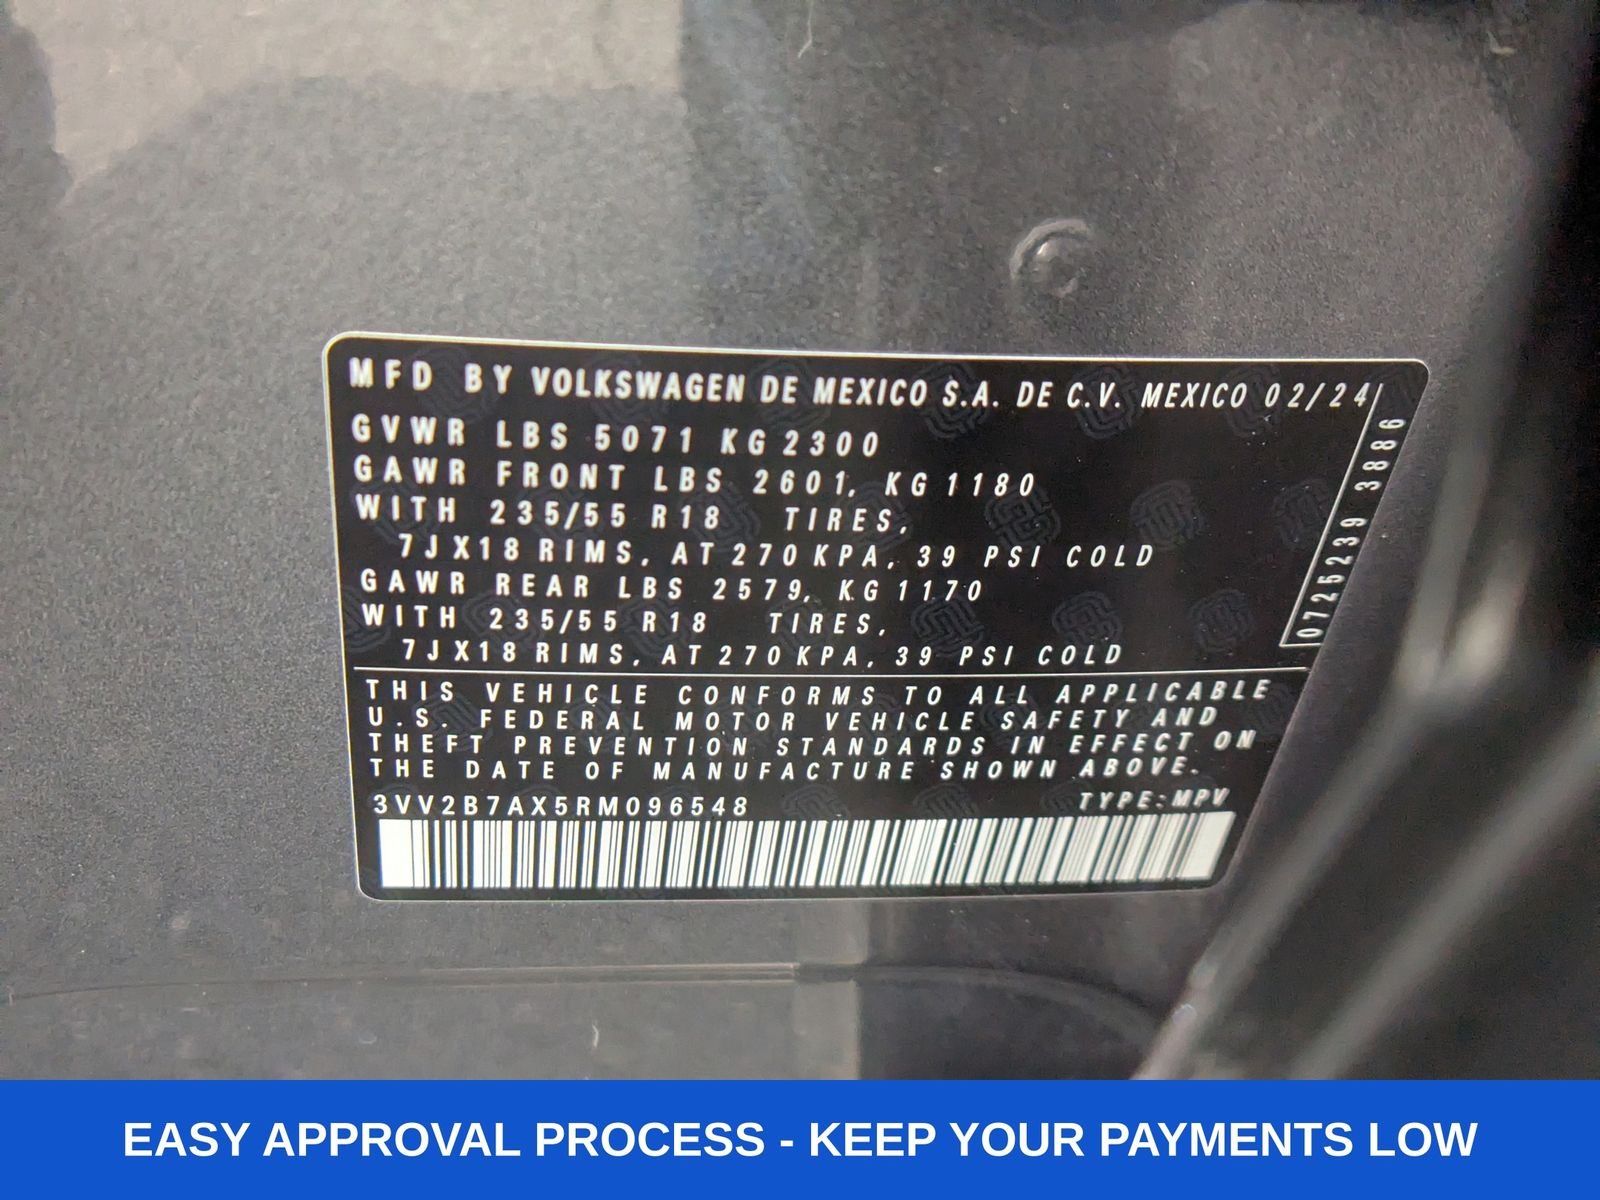 MFD BY VOLKSWAGEN DE MEXICO S.A. DE C.V. MEXICO 02/24
GVWR LBS 5071 KG 2300
GAWR FRONT LBS 2601, KG 1180
WITH 235/55 R18 TIRES,
7JX18 RIMS, AT 270 KPA, 39 PSI COLD
GAWR REAR LBS 2579, KG 1170
WITH 235/55 R18 TIRES,
7JX18 RIMS, AT 270 KPA, 39 PSI COLD
0725239 3886
THIS VEHICLE CONFORMS TO ALL APPLICABLE
U.S. FEDERAL MOTOR VEHICLE SAFETY AND
THEFT PREVENTION STANDARDS IN EFFECT ON
THE DATE OF MANUFACTURE SHOWN ABOVE.
3VV2B7AX5RM096548 TYPE: MPV
EASY APPROVAL PROCESS - KEEP YOUR PAYMENTS LOW